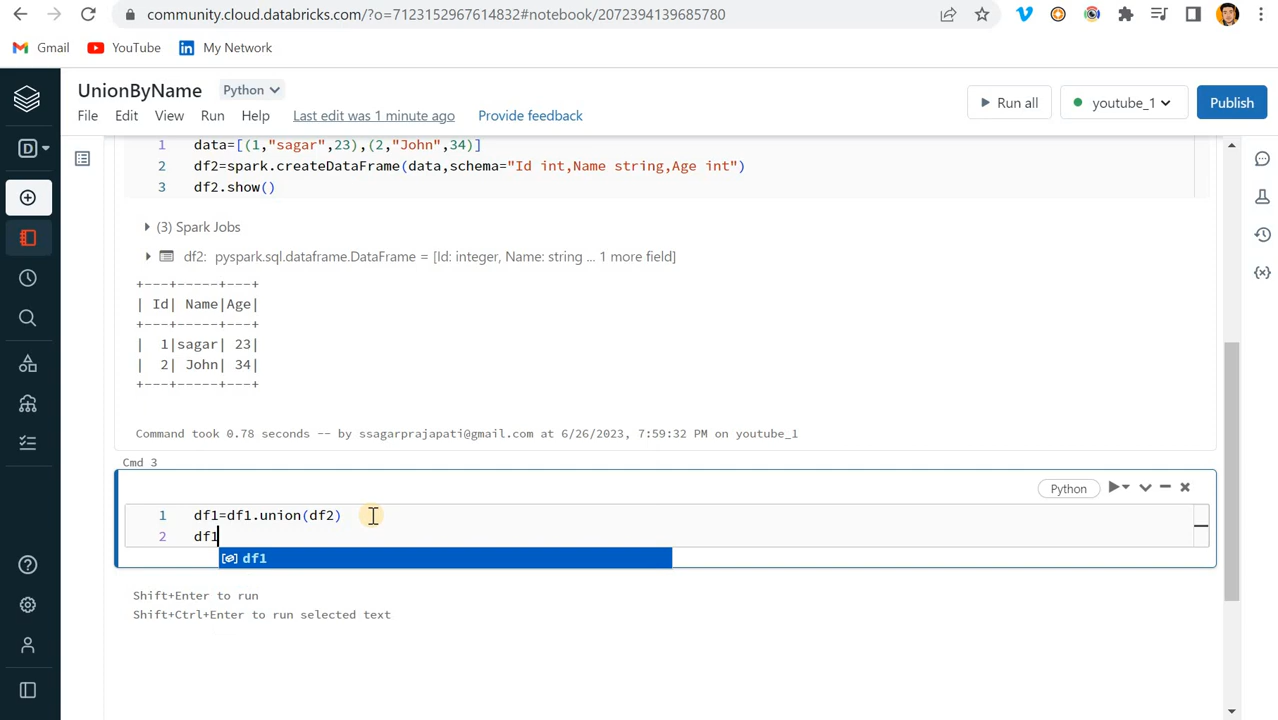 community.cloud.databricks.com/?o=7123152967614832#notebook/2072394139685780
Gmail
YouTube
My Network
UnionByName
Python
File
Edit
View
Run
Help
Last edit was 1 minute ago
Provide feedback
Run all
youtube_1
Publish
D
1 data=[(1,"sagar",23),(2,"John",34)]
2 df2=spark.createDataFrame(data,schema="Id int,Name string,Age int")
3 df2.show()
(3) Spark Jobs
df2: pyspark.sql.dataframe.DataFrame = [Id: integer, Name: string ... 1 more field]
+---+-----+---+
| Id| Name|Age|
+---+-----+---+
|  1|sagar| 23|
|  2| John| 34|
+---+-----+---+
Command took 0.78 seconds -- by ssagarprajapati@gmail.com at 6/26/2023, 7:59:32 PM on youtube_1
Cmd 3
Python
1 df1=df1.union(df2)
2 df1
df1
Shift+Enter to run
Shift+Ctrl+Enter to run selected text